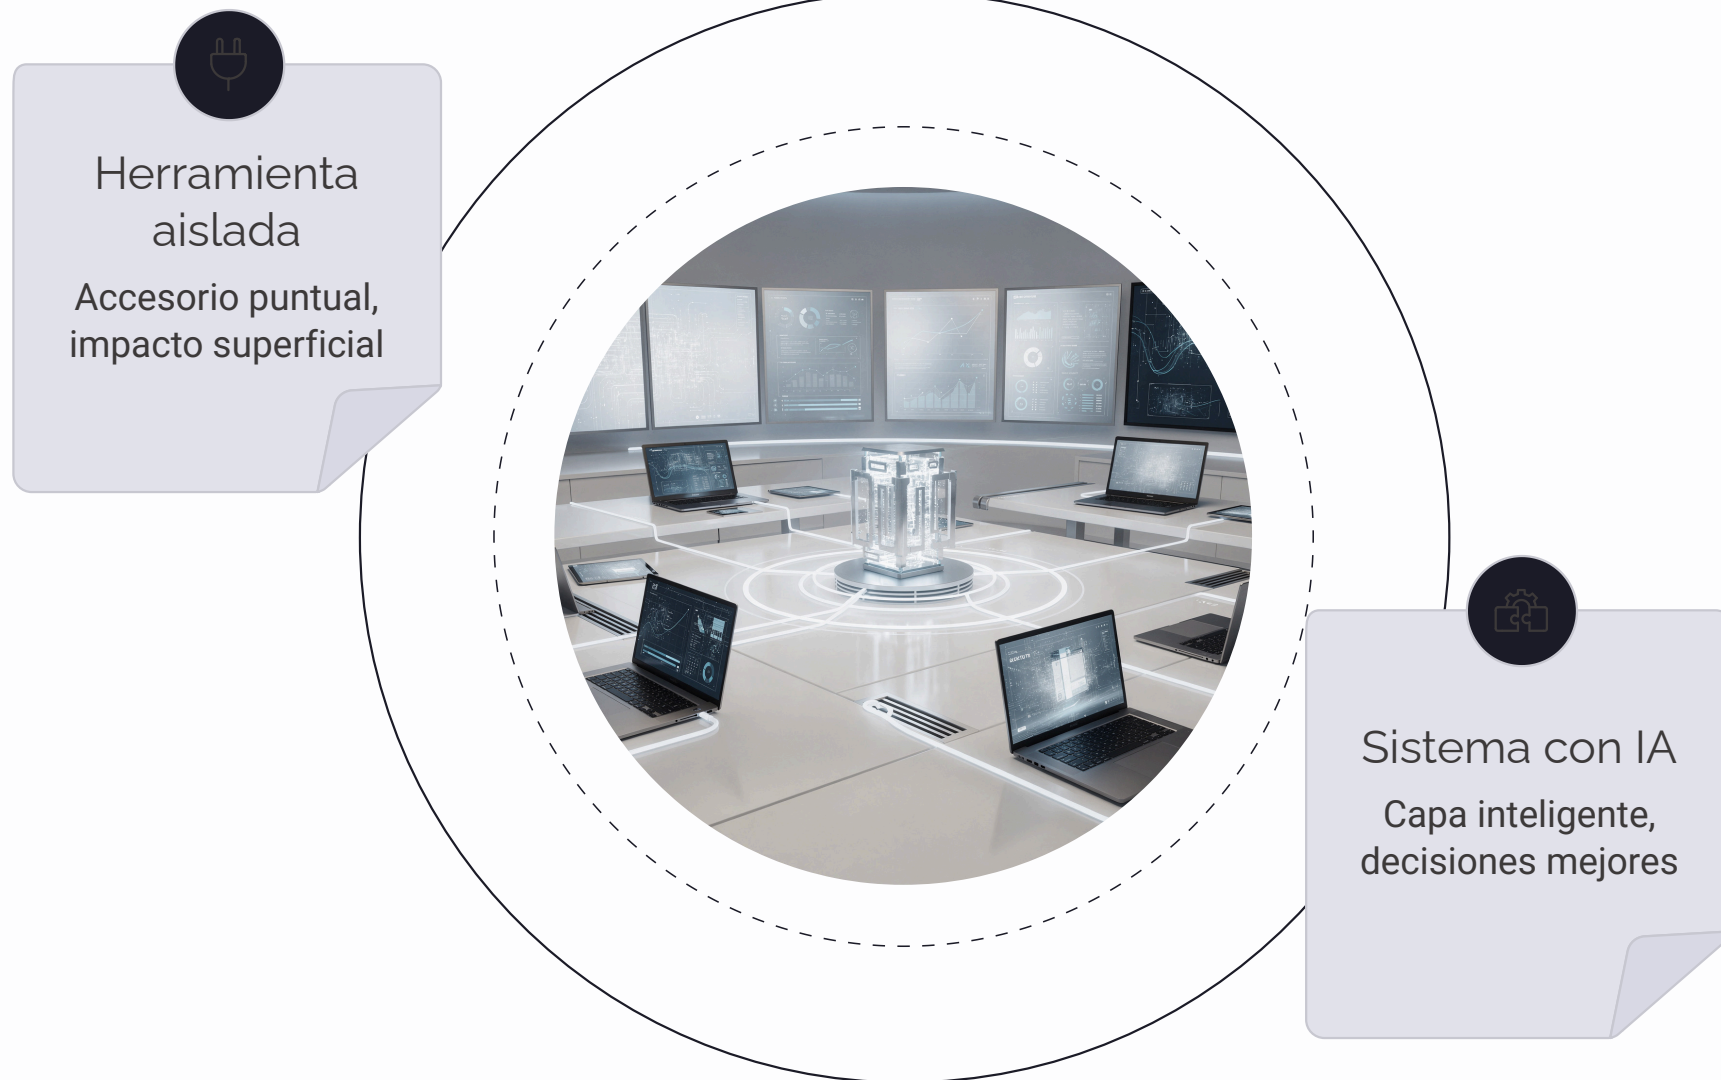 Herramienta
aislada
Accesorio puntual,
impacto superficial
Sistema con IA
Capa inteligente,
decisiones mejores